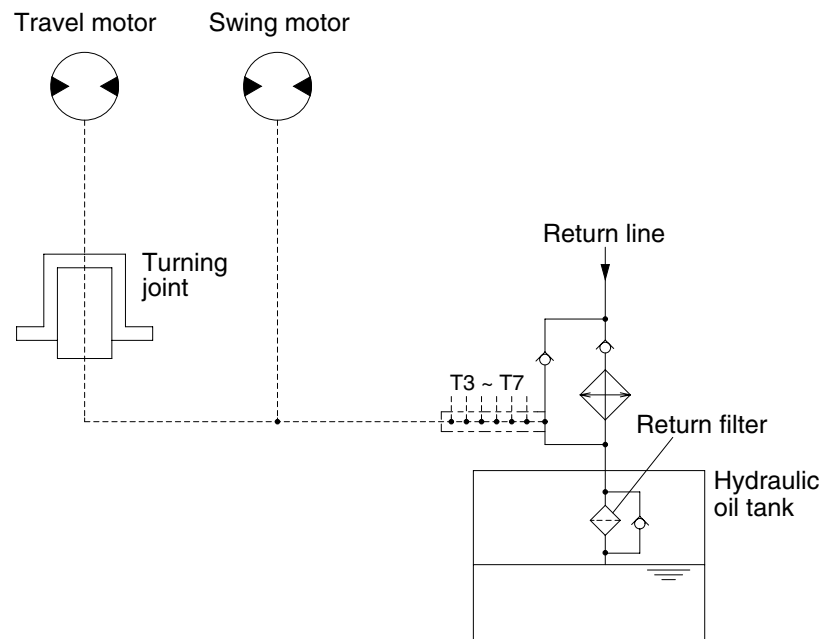 Travel motor
Swing motor
Return line
Turning
joint
T3 ~ T7
Return filter
Hydraulic
oil tank